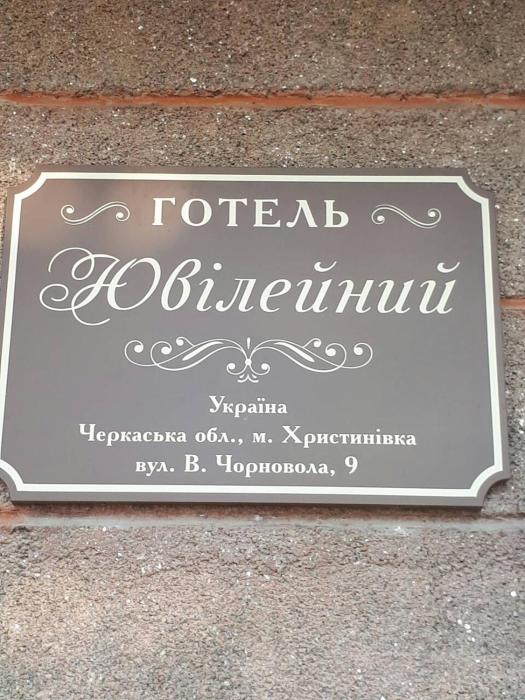 ГОТЕЛЬ
Ювілейний
Україна
Черкаська обл., м. Христинівка
вул. В. Чорновола, 9